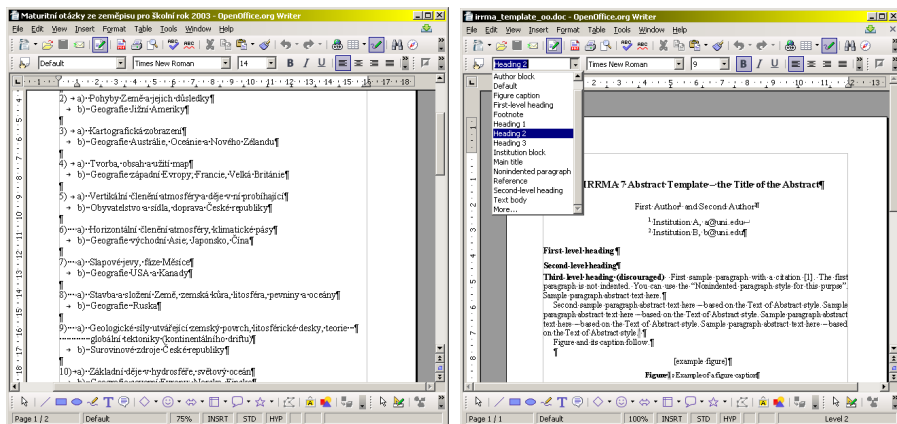 Maturitní otázky ze zeměpisu pro školní rok 2003 - OpenOffice.org Writer
File Edit View Insert Format Table Tools Window Help
Default Times New Roman 14 B I U
2) a) Pohyby Země a jejich důsledky¶
b) Geografie Jižní Ameriky¶
¶
3) a) Kartografická zobrazení¶
b) Geografie Austrálie, Oceánie a Nového Zélandu¶
¶
4) a) Tvorba, obsah a užití map¶
b) Geografie západní Evropy, Francie, Velká Británie¶
¶
5) a) Vertikální členění atmosféry a děje v ní probíhající¶
b) Obyvatelstvo a sídla, doprava České republiky¶
¶
6) a) Horizontální členění atmosféry, klimatické pásy¶
b) Geografie východní Asie, Japonsko, Čína¶
¶
7) a) Slapové jevy, fáze Měsíce¶
b) Geografie USA a Kanady¶
¶
8) a) Stavba a složení Země, zemská kůra, litosféra, pevniny a oceány¶
b) Geografie Ruska¶
¶
9) a) Geologické síly utvářející zemský povrch, litosférické desky, teorie
globální tektoniky (kontinentálního driftu)¶
b) Surovinové zdroje České republiky¶
¶
10) a) Základní děje v hydrosféře, světový oceán¶
Page 1 / 2 Default 75% INSRT STD HYP
irrma_template_oo.doc - OpenOffice.org Writer
File Edit View Insert Format Table Tools Window Help
Heading 2 Times New Roman 9 B I U
Author block
Default
Figure caption
First-level heading
Footnote
Heading 1
Heading 2
Heading 3
Institution block
Main title
Nonindented paragraph
Reference
Second-level heading
Text body
More...
IRRMA 7 Abstract Template – the Title of the Abstract¶
First Author1 and Second Author2¶
1 Institution A, a@uni.edu
2 Institution B, b@uni.edu¶
First-level heading¶
Second-level heading¶
Third-level heading (discouraged) First sample paragraph with a citation [1]. The first
paragraph is not indented. You can use the “Nonindented paragraph style for this purpse”.
Sample paragraph abstract text here.¶
Second sample paragraph abstract text here – based on the Text of Abstract style. Sample
paragraph abstract text here – based on the Text of Abstract style. Sample paragraph abstract
text here – based on the Text of Abstract style. Sample paragraph abstract text here – based
on the Text of Abstract style.¶
Figure and its caption follow.¶
¶
[example figure]¶
Figure 1: Example of a figure caption¶
Page 1 / 1 Default 100% INSRT STD HYP Level 2